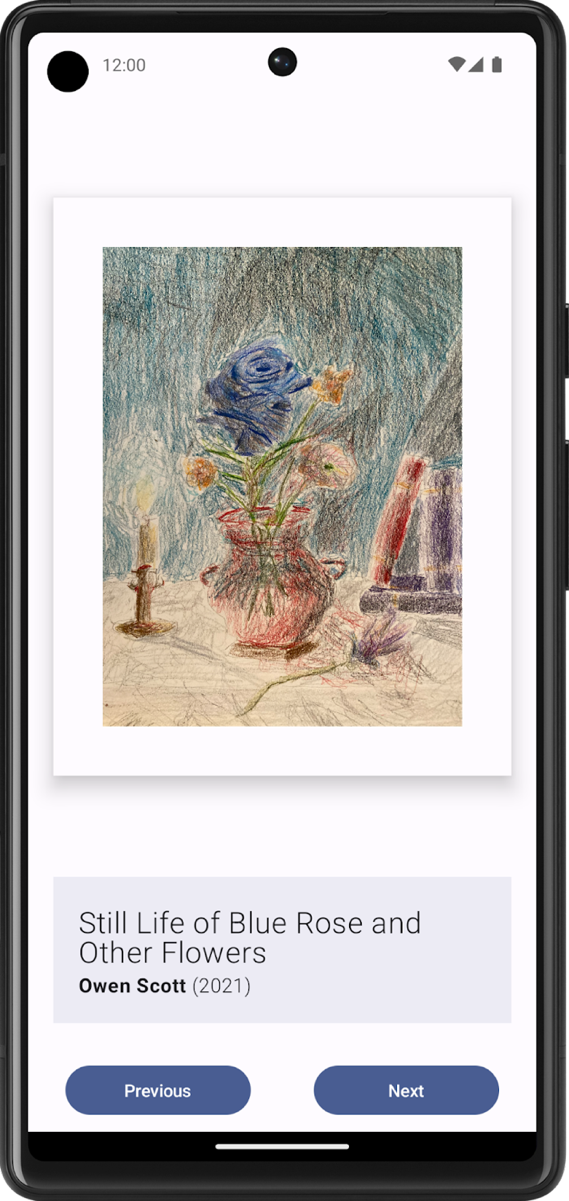 12:00
Still Life of Blue Rose and
Other Flowers
Owen Scott (2021)
Previous Next